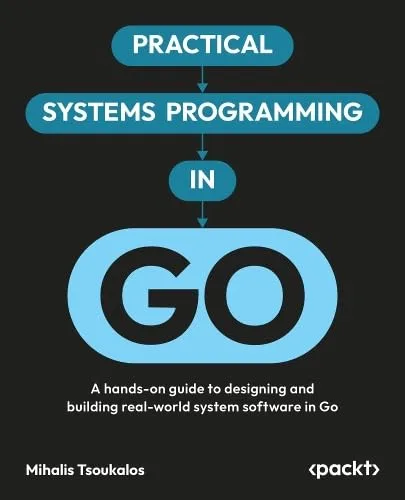 PRACTICAL
SYSTEMS PROGRAMMING
IN
GO
A hands-on guide to designing and
building real-world system software in Go
Mihalis Tsoukalos
<packt>